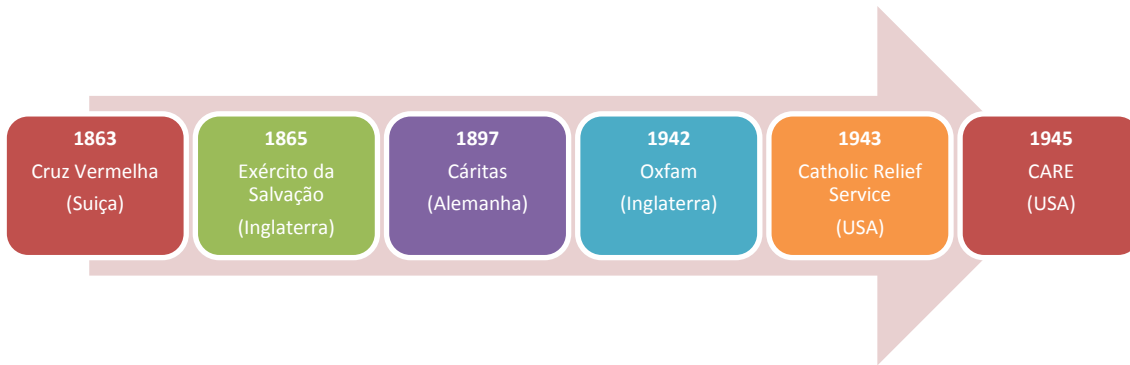 1863
Cruz Vermelha
(Suiça)
1865
Exército da
Salvação
(Inglaterra)
1897
Cáritas
(Alemanha)
1942
Oxfam
(Inglaterra)
1943
Catholic Relief
Service
(USA)
1945
CARE
(USA)